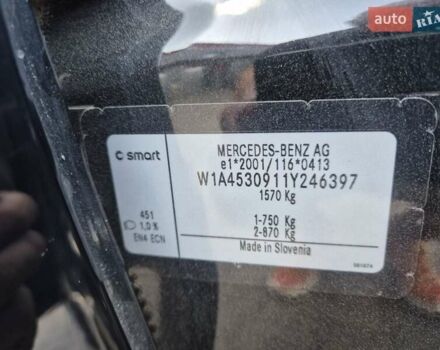 auto RIA
smart
MERCEDES-BENZ AG
e1*2001/116*0413
W1A4530911Y246397
1570 Kg
1-750 Kg
2-870 Kg
Made in Slovenia
451
1,0 %
EN4 ECN